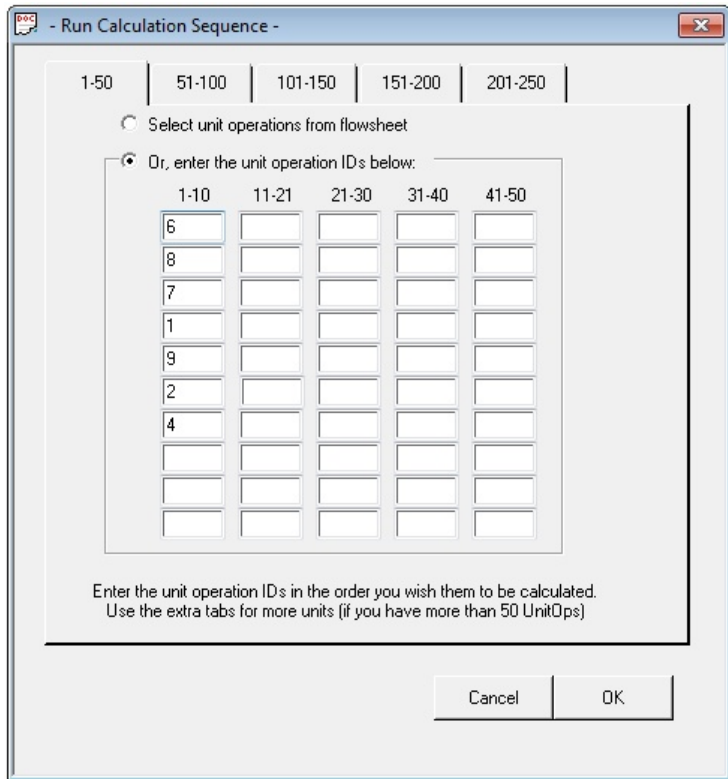 - Run Calculation Sequence -
1-50 51-100 101-150 151-200 201-250
Select unit operations from flowsheet
Or, enter the unit operation IDs below:
1-10 11-21 21-30 31-40 41-50
6
8
7
1
9
2
4
Enter the unit operation IDs in the order you wish them to be calculated.
Use the extra tabs for more units (if you have more than 50 UnitOps)
Cancel OK